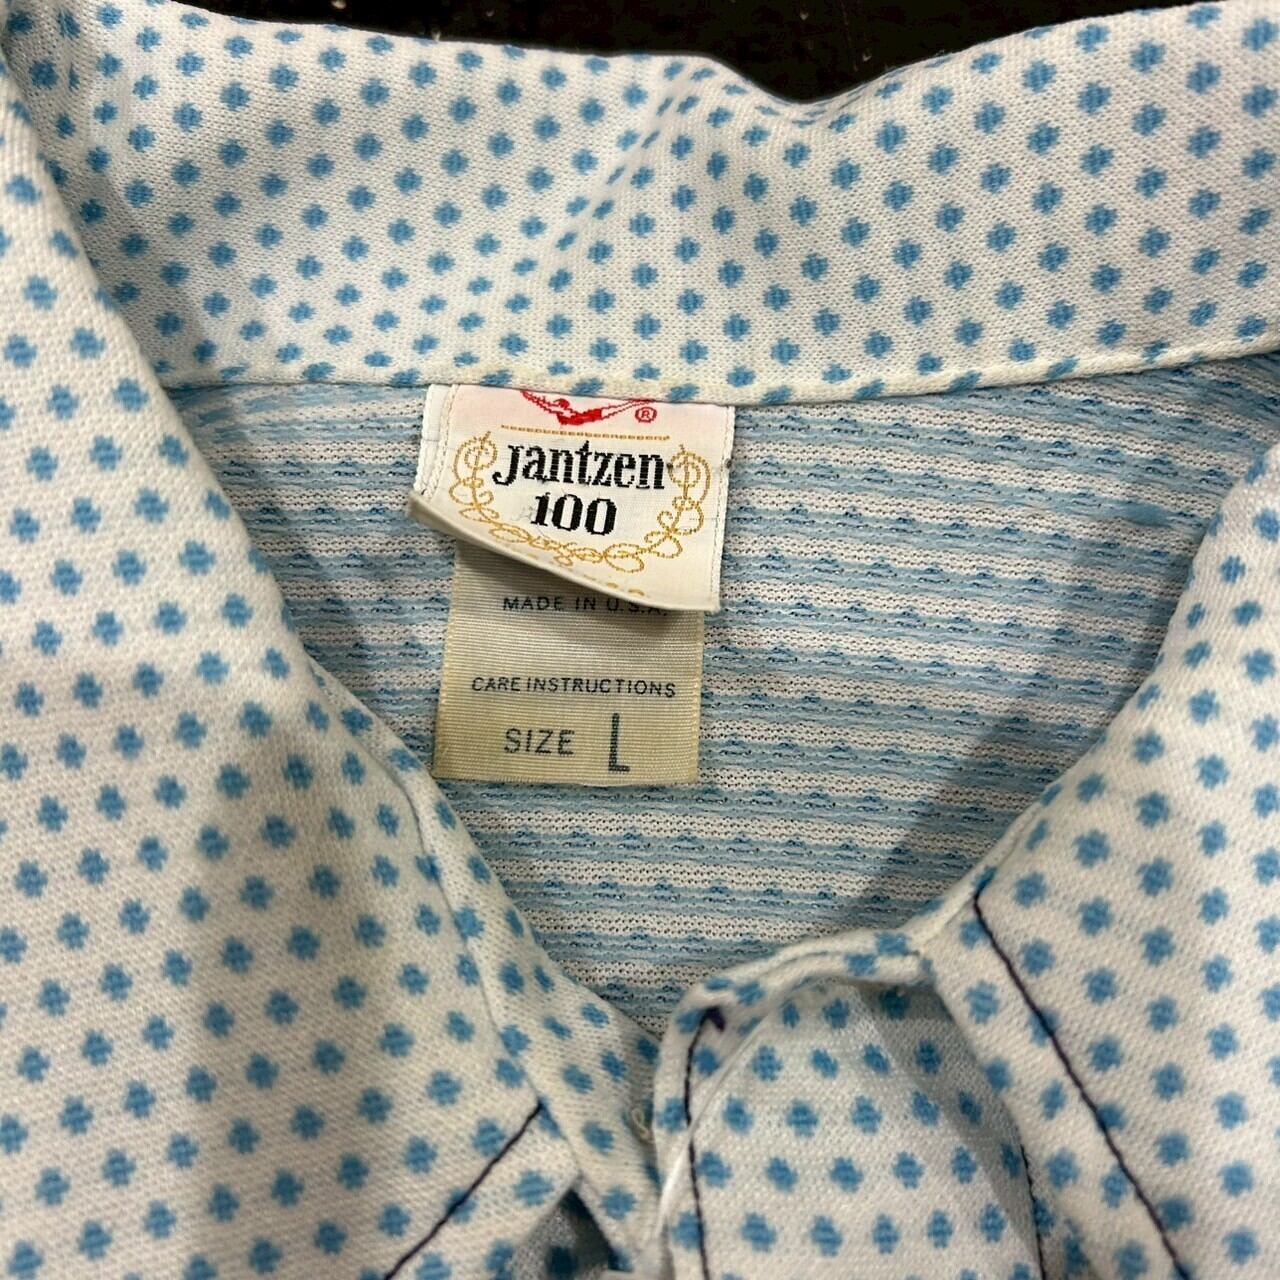 ®
Jantzen
100
MADE IN U.S.A.
CARE INSTRUCTIONS
SIZE L